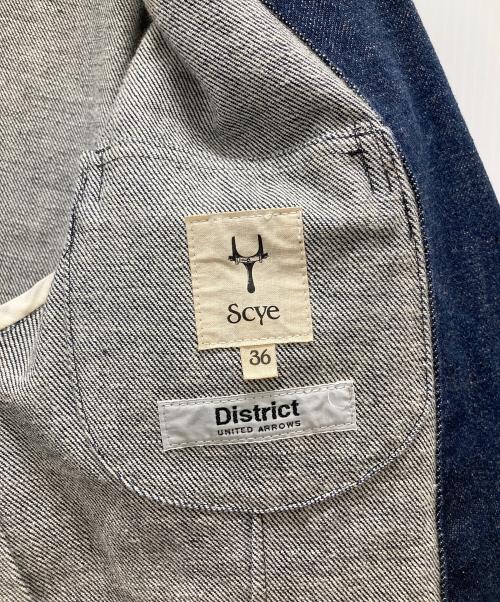 Scye
36
District
UNITED ARROWS